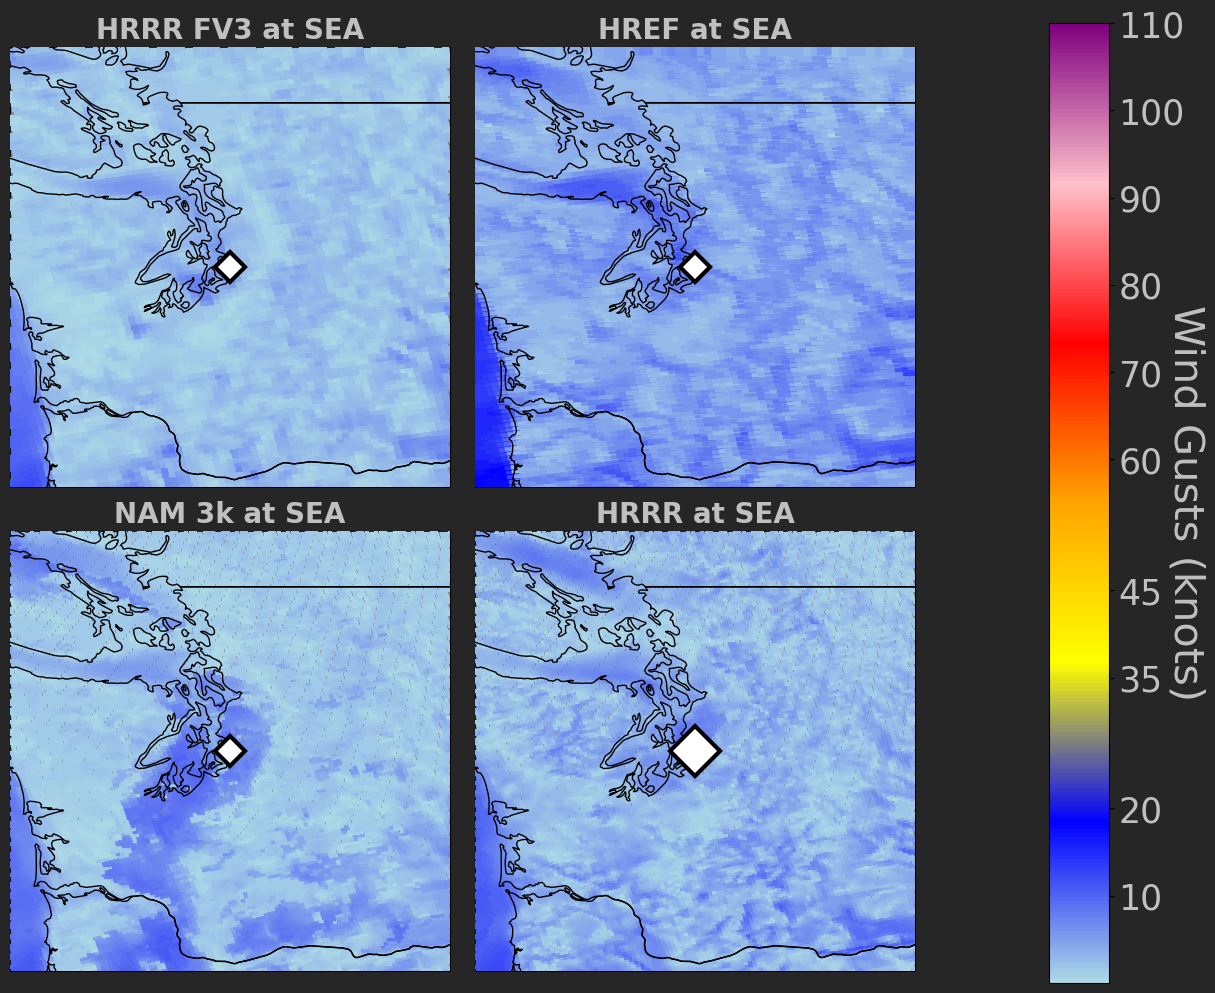 HRRR FV3 at SEA
HREF at SEA
NAM 3k at SEA
HRRR at SEA
110
100
90
80
70
60
45
35
20
10
Wind Gusts (knots)